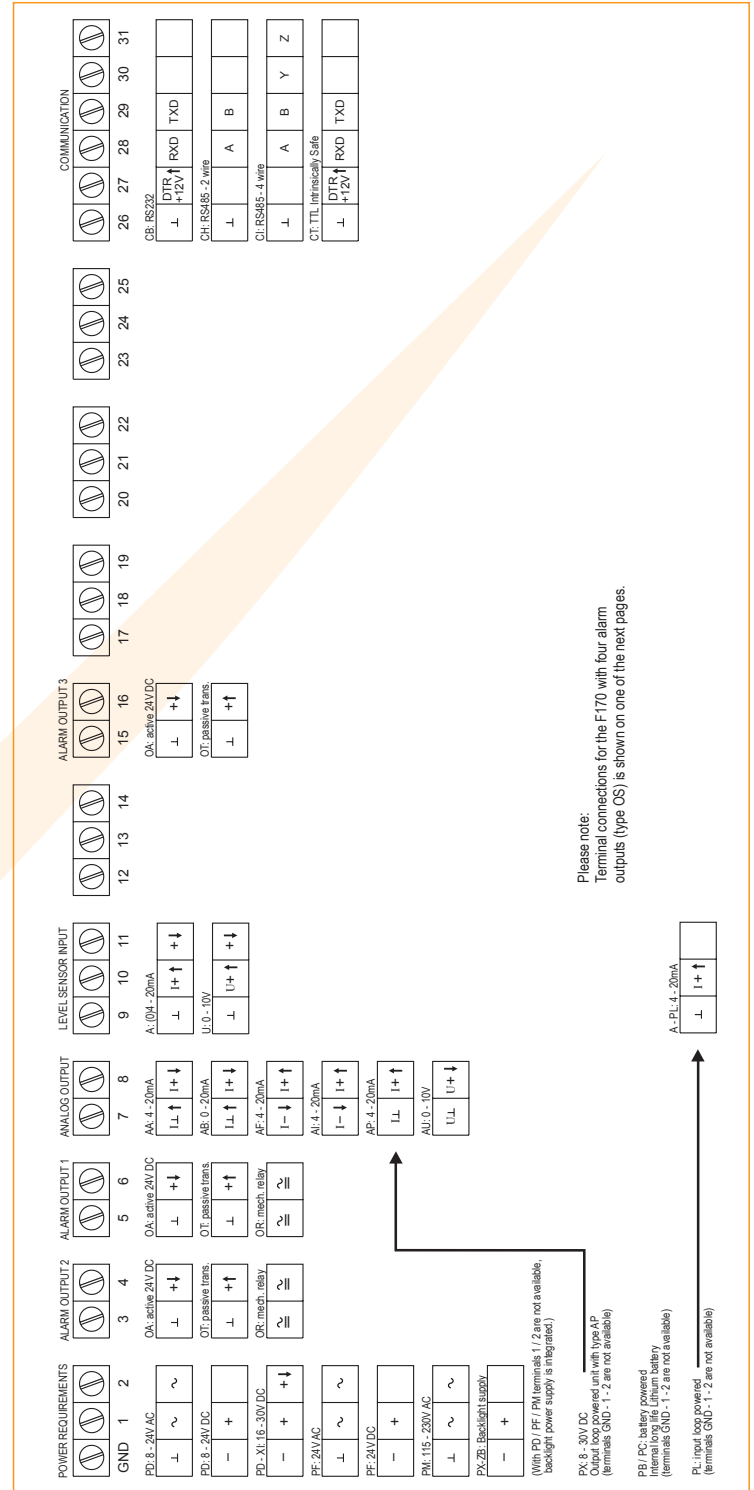 POWER REQUIREMENTS
GND 1 2
PD: 8 - 24V AC
⊥ ~ ~
PD: 8 - 24V DC
− +
PD - XI: 16 - 30V DC
− + +↓
PF: 24V AC
⊥ ~ ~
PF: 24V DC
− +
PM: 115 - 230V AC
⊥ ~ ~
PX-ZB: Backlight supply
− +
(With PD / PF / PM terminals 1 / 2 are not available,
backlight power supply is integrated.)
PX: 8 - 30V DC
Output loop powered unit with type AP
(terminals GND - 1 - 2 are not available)
PB / PC: battery powered
Internal long life Lithium battery
(terminals GND - 1 - 2 are not available)
PL: input loop powered
(terminals GND - 1 - 2 are not available)
ALARM OUTPUT 2
3 4
OA: active 24V DC
⊥ +↓
OT: passive trans.
⊥ +↑
OR: mech. relay
ALARM OUTPUT 1
5 6
OA: active 24V DC
⊥ +↓
OT: passive trans.
⊥ +↑
OR: mech. relay
ANALOG OUTPUT
7 8
AA: 4 - 20mA
I⊥↑ I+↓
AB: 0 - 20mA
I⊥↑ I+↓
AF: 4 - 20mA
I−↓ I+↑
AI: 4 - 20mA
I−↓ I+↑
AP: 4 - 20mA
I⊥ I+↑
AU: 0 - 10V
U⊥ U+↓
LEVEL SENSOR INPUT
9 10 11
A: (0)4 - 20mA
⊥ I+↑ +↓
U: 0 - 10V
⊥ U+↑ +↓
A - PL: 4 - 20mA
⊥ I+↑
12 13 14
ALARM OUTPUT 3
15 16
OA: active 24V DC
⊥ +↓
OT: passive trans.
⊥ +↑
17 18 19
20 21 22
23 24 25
COMMUNICATION
26 27 28 29 30 31
CB: RS232
⊥ DTR +12V↑ RXD TXD
CH: RS485 - 2 wire
⊥ A B
CI: RS485 - 4 wire
⊥ A B Y Z
CT: TTL Intrinsically Safe
⊥ DTR +12V↑ RXD TXD
Please note:
Terminal connections for the F170 with four alarm
outputs (type OS) is shown on one of the next pages.